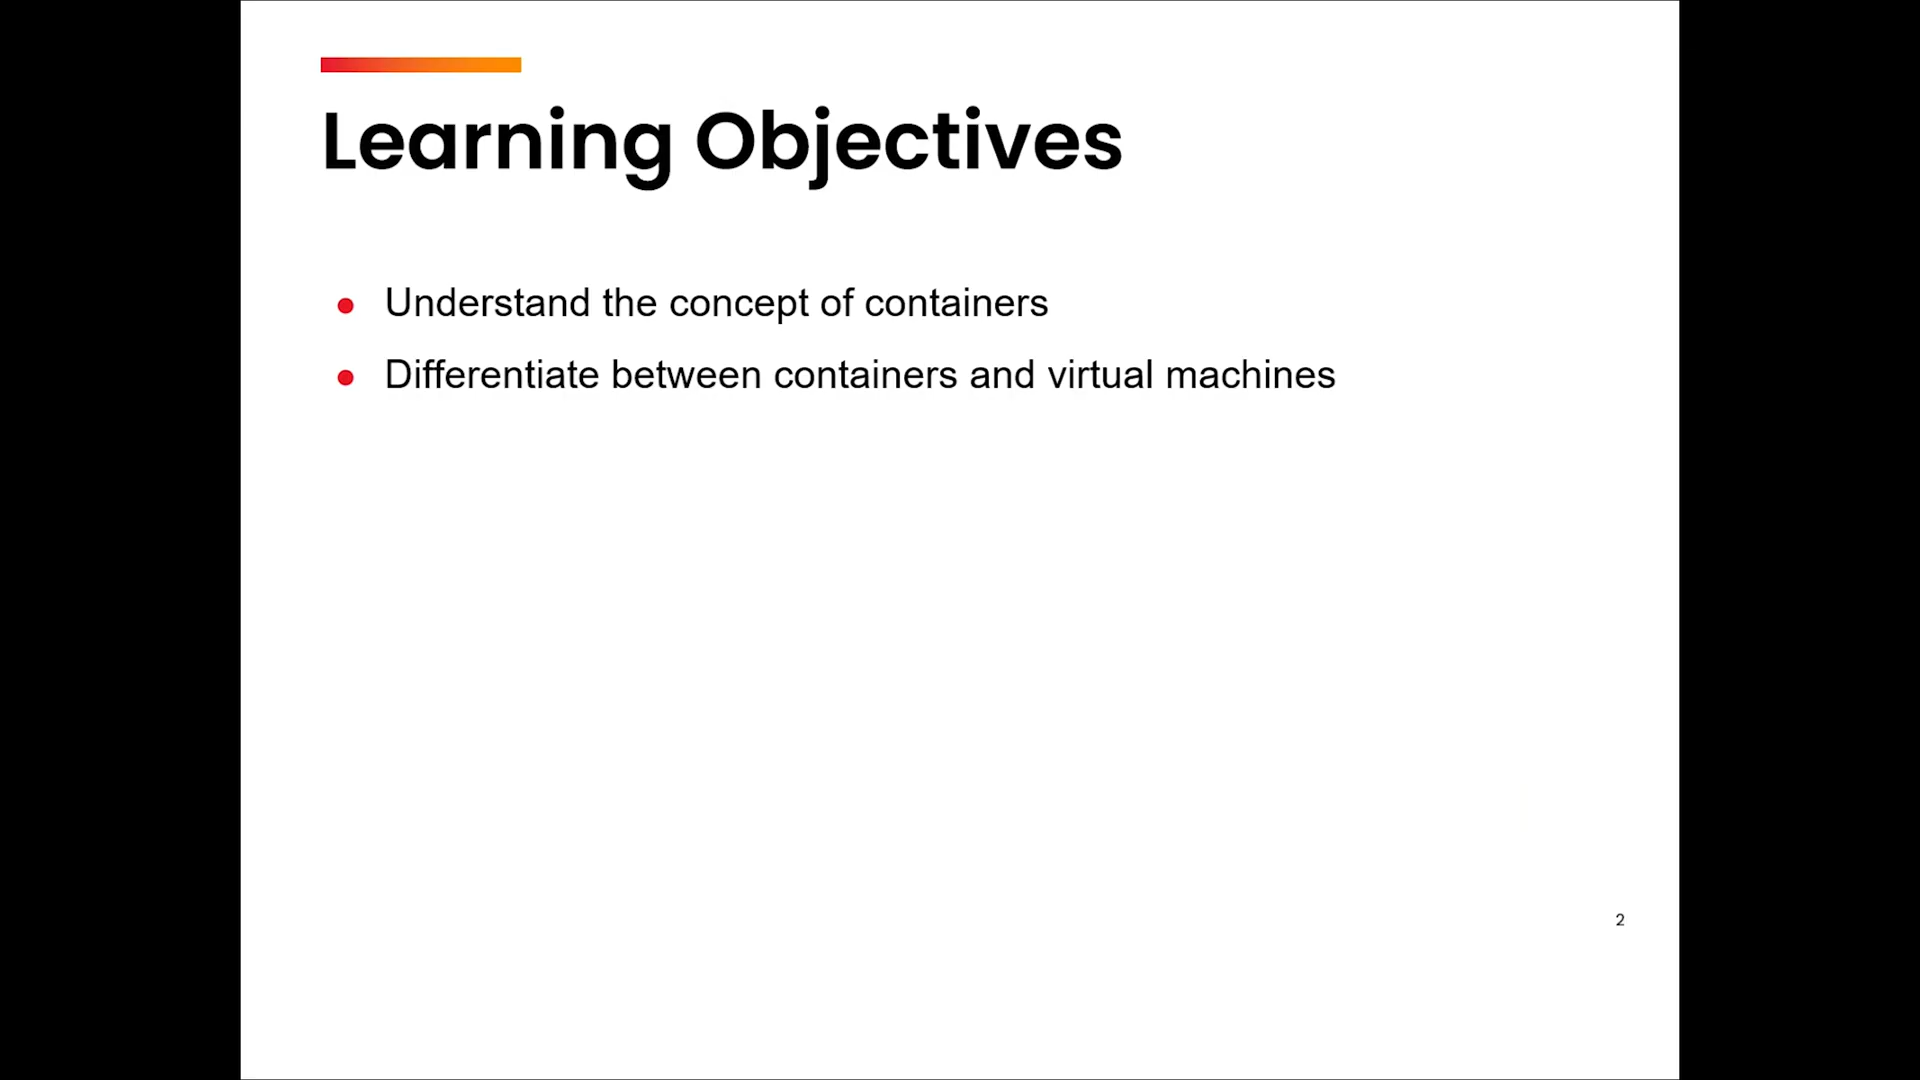 Learning Objectives
● Understand the concept of containers
● Differentiate between containers and virtual machines
2